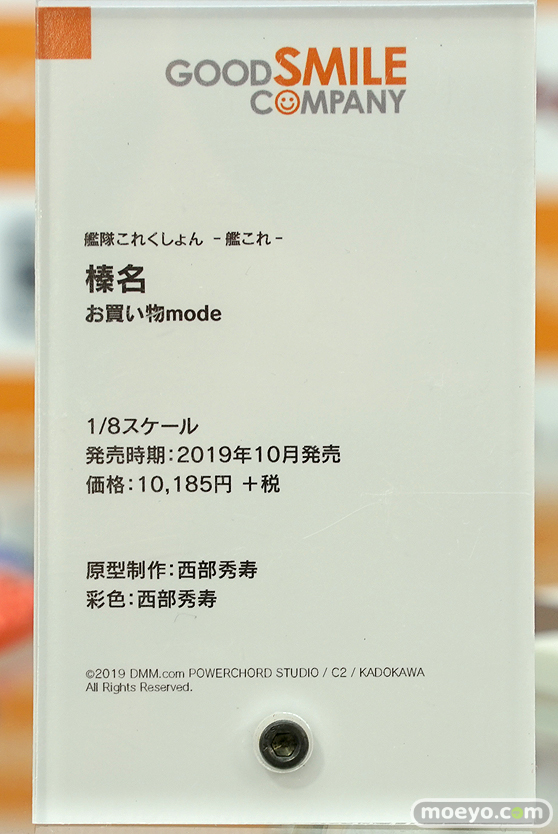 GOODSMILE
COMPANY
艦隊これくしょん -艦これ-
榛名
お買い物mode
1/8スケール
発売時期：2019年10月発売
価格：10,185円 ＋税
原型制作：西部秀寿
彩色：西部秀寿
©2019 DMM.com POWERCHORD STUDIO / C2 / KADOKAWA
All Rights Reserved.
moeyo.com